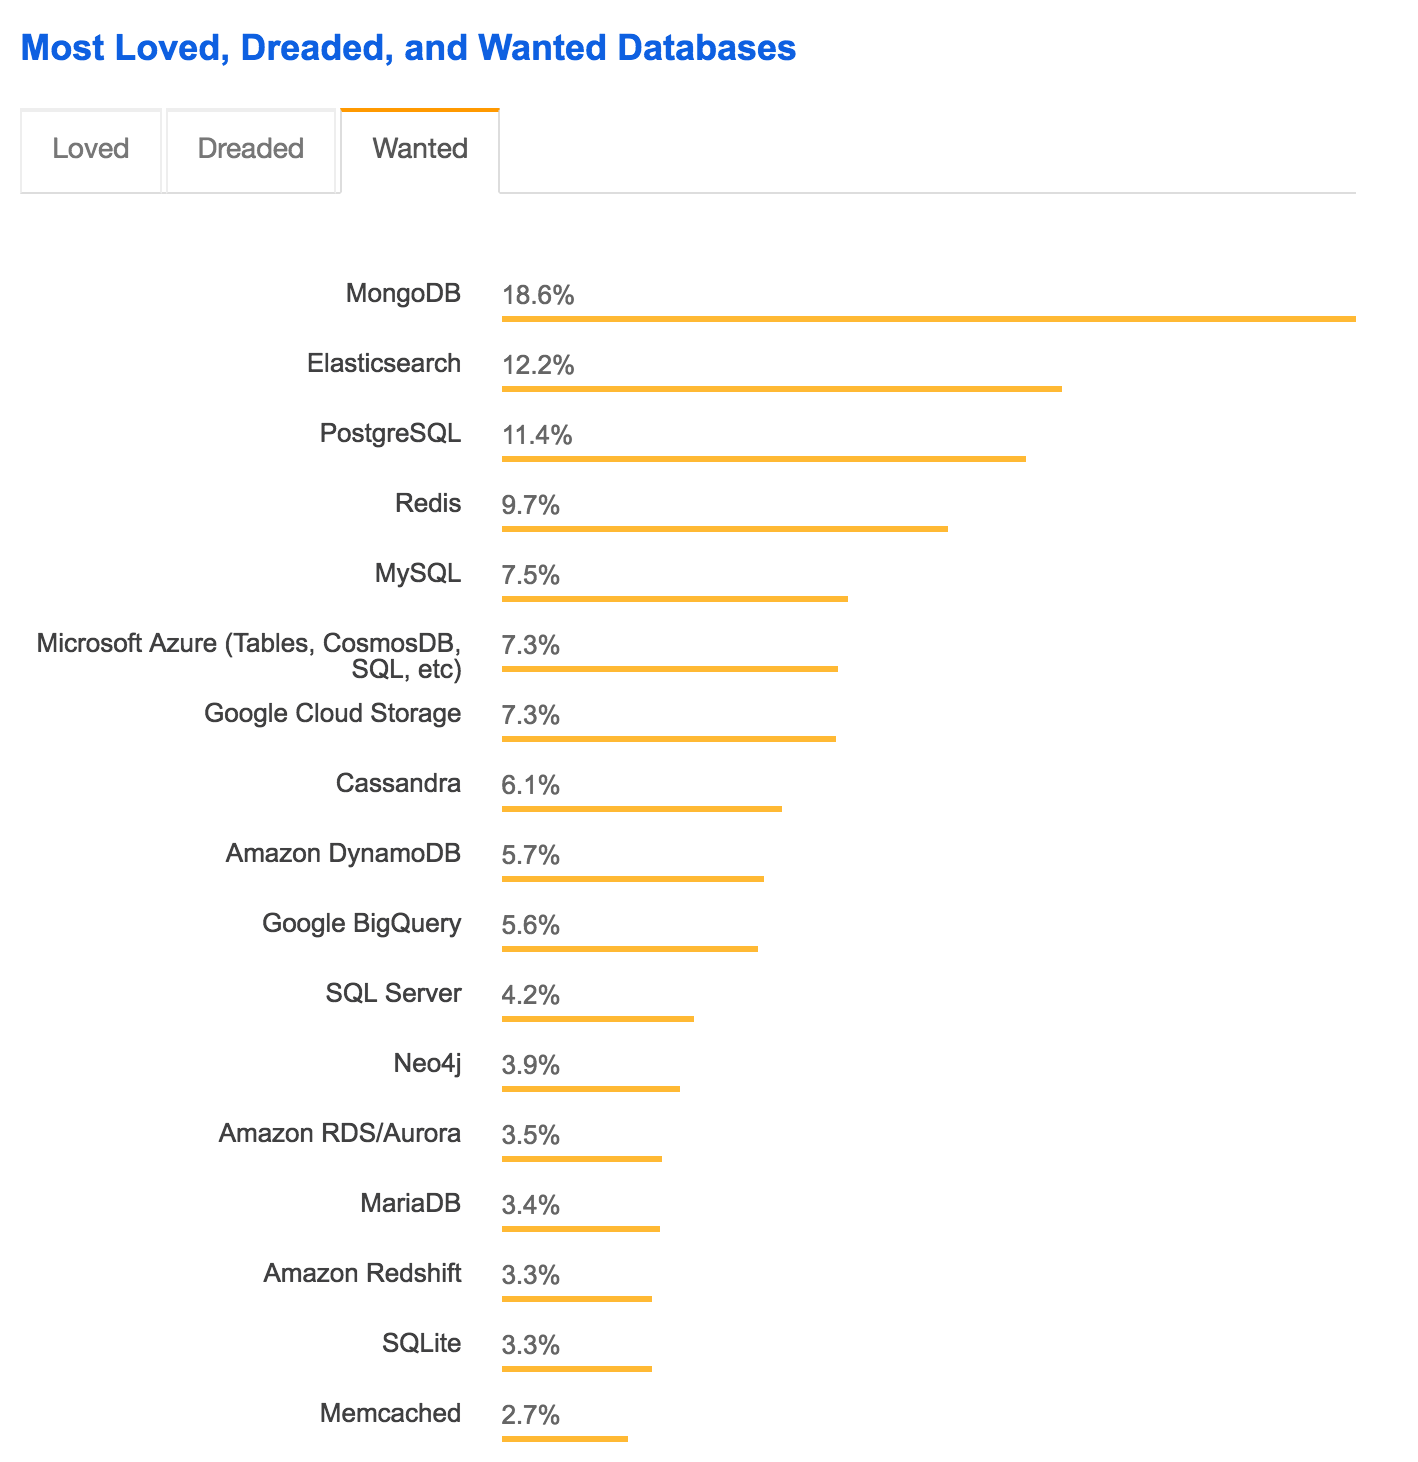 Most Loved, Dreaded, and Wanted Databases
Loved
Dreaded
Wanted
MongoDB 18.6%
Elasticsearch 12.2%
PostgreSQL 11.4%
Redis 9.7%
MySQL 7.5%
Microsoft Azure (Tables, CosmosDB, 7.3%
SQL, etc)
Google Cloud Storage 7.3%
Cassandra 6.1%
Amazon DynamoDB 5.7%
Google BigQuery 5.6%
SQL Server 4.2%
Neo4j 3.9%
Amazon RDS/Aurora 3.5%
MariaDB 3.4%
Amazon Redshift 3.3%
SQLite 3.3%
Memcached 2.7%